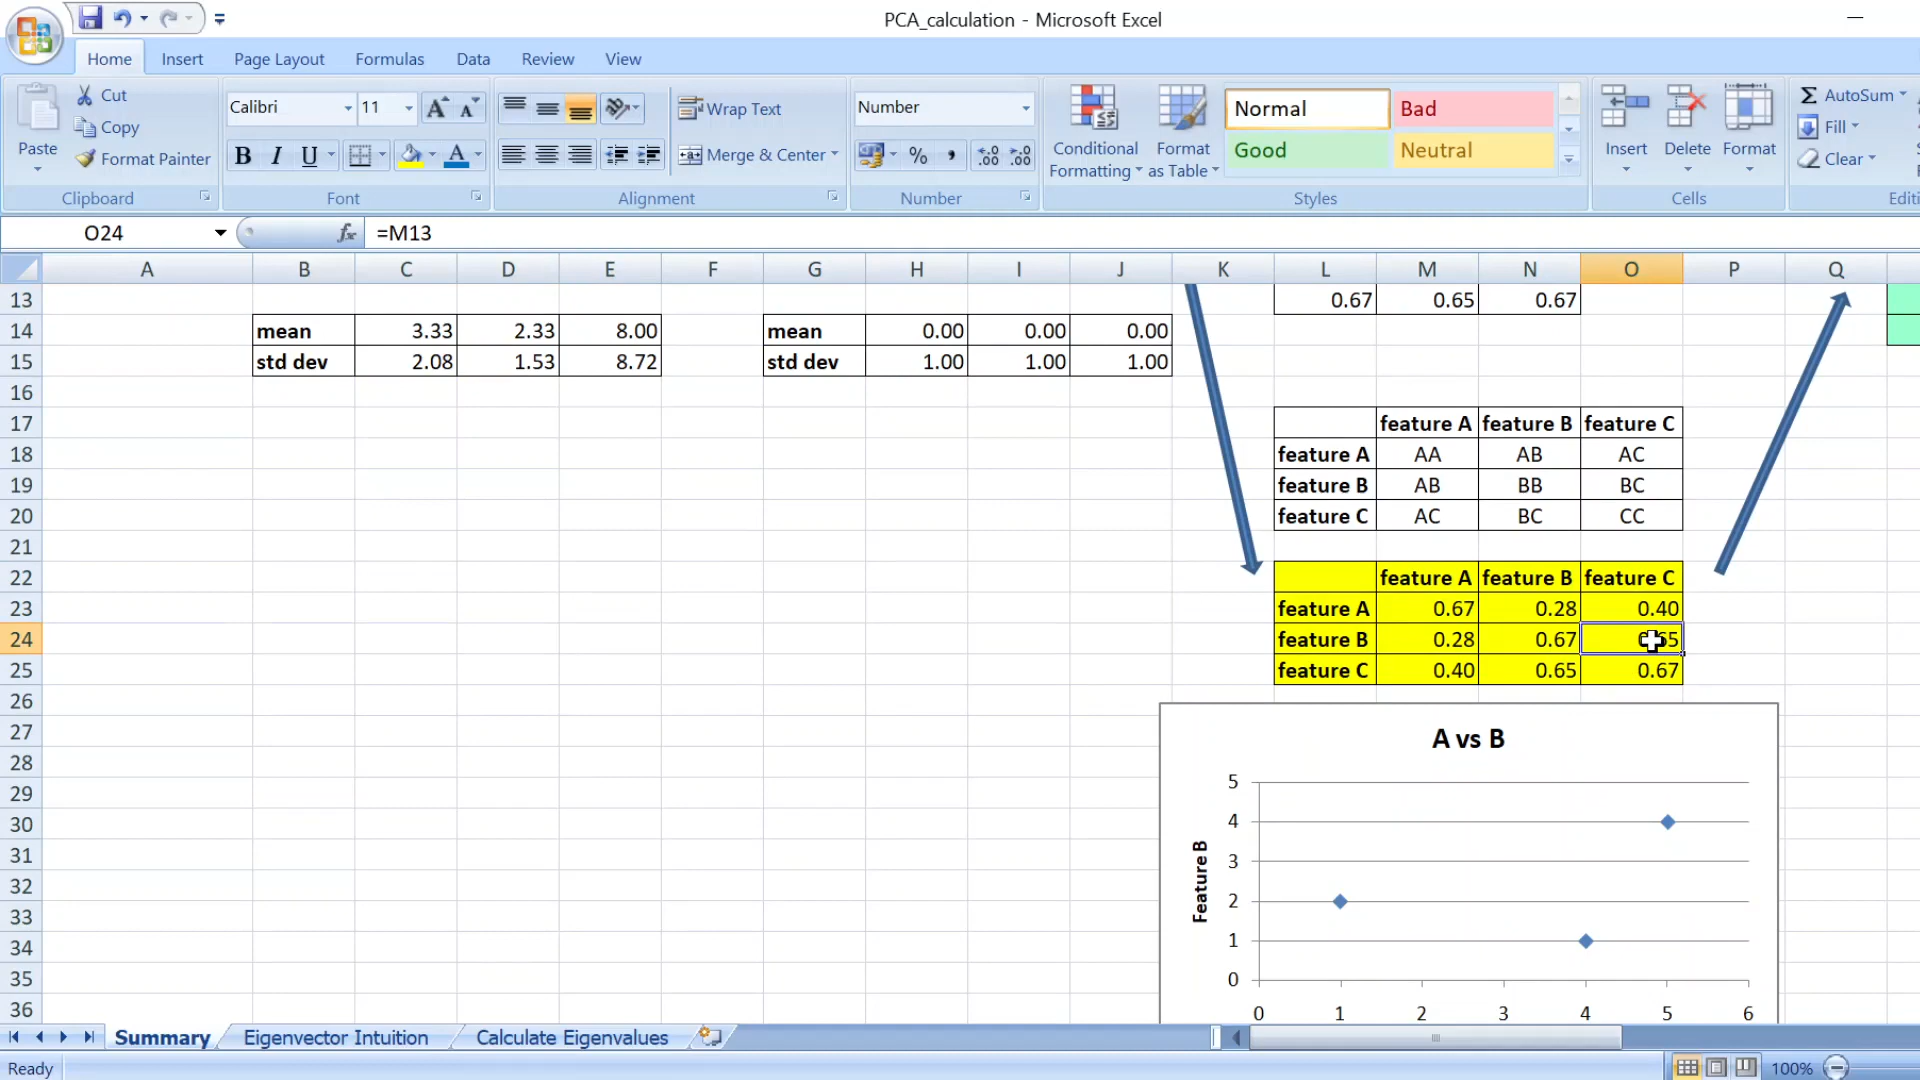 PCA_calculation - Microsoft Excel
Home Insert Page Layout Formulas Data Review View
Paste
Cut
Copy
Format Painter
Clipboard
Calibri 11
B I U
Font
Wrap Text
Merge & Center
Alignment
Number
%
Number
Conditional Formatting
Format as Table
Normal Bad
Good Neutral
Styles
Insert Delete Format
Cells
AutoSum
Fill
Clear
Editi
O24 fx =M13
A B C D E F G H I J K L M N O P Q
13 0.67 0.65 0.67
14 mean 3.33 2.33 8.00 mean 0.00 0.00 0.00
15 std dev 2.08 1.53 8.72 std dev 1.00 1.00 1.00
16
17 feature A feature B feature C
18 feature A AA AB AC
19 feature B AB BB BC
20 feature C AC BC CC
21
22 feature A feature B feature C
23 feature A 0.67 0.28 0.40
24 feature B 0.28 0.67
25 feature C 0.40 0.65 0.67
26
27
28
29
30
31
32
33
34
35
36
A vs B
Feature B
5
4
3
2
1
0
0 1 2 3 4 5 6
Summary Eigenvector Intuition Calculate Eigenvalues
Ready 100%